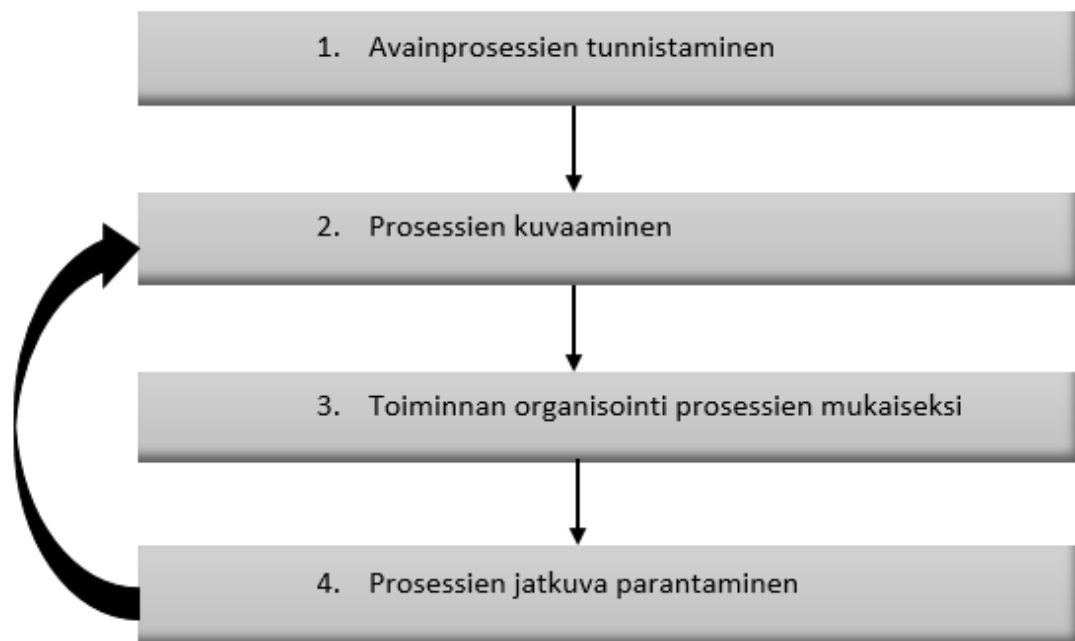 1. Avainprosessien tunnistaminen
2. Prosessien kuvaaminen
3. Toiminnan organisointi prosessien mukaiseksi
4. Prosessien jatkuva parantaminen